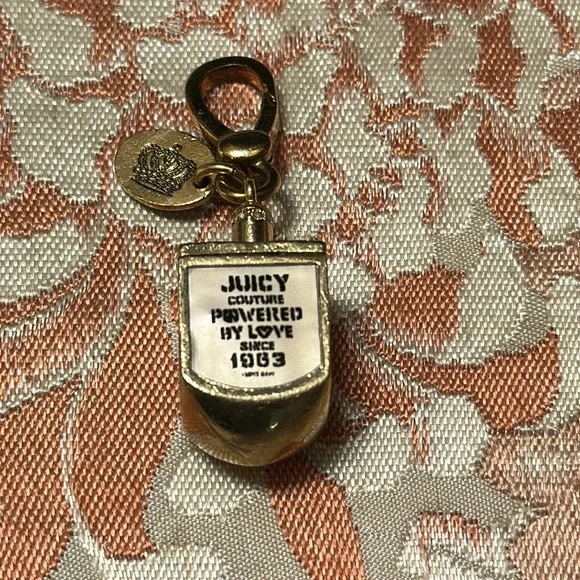 JUICY
COUTURE
POWERED
BY LOVE
SINCE
1963